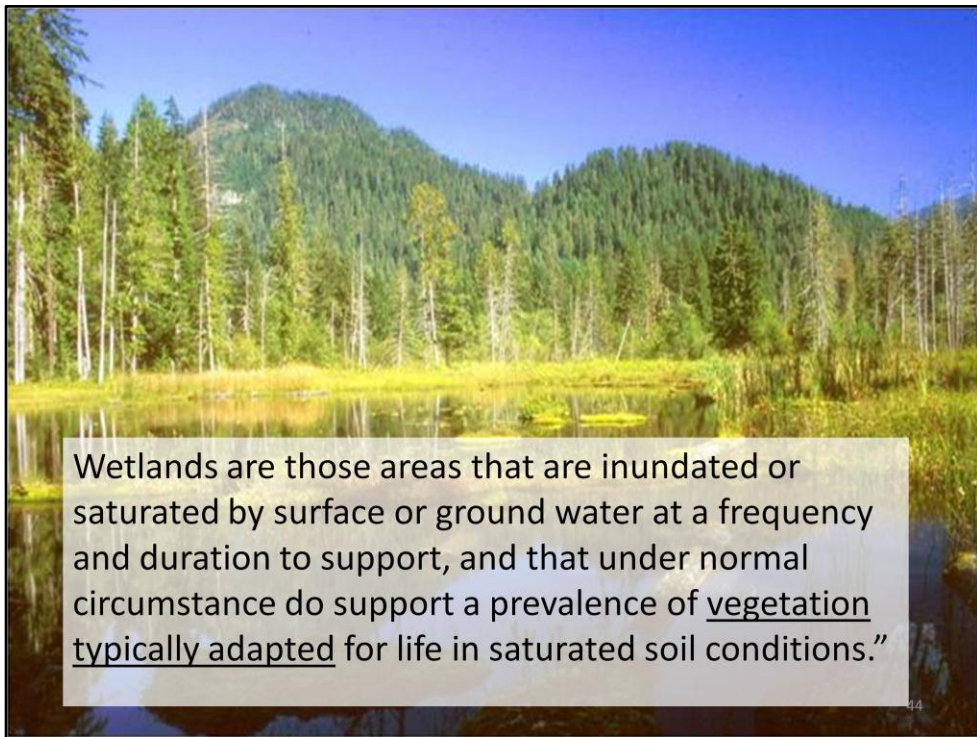 Wetlands are those areas that are inundated or
saturated by surface or ground water at a frequency
and duration to support, and that under normal
circumstance do support a prevalence of vegetation
typically adapted for life in saturated soil conditions.”
44